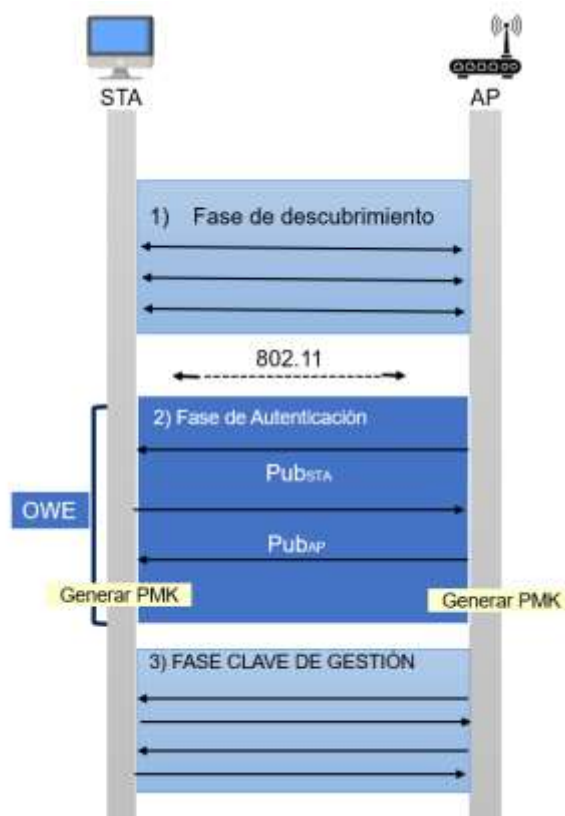 STA
AP
1) Fase de descubrimiento
802.11
2) Fase de Autenticación
PubSTA
OWE
PubAP
Generar PMK
Generar PMK
3) FASE CLAVE DE GESTIÓN